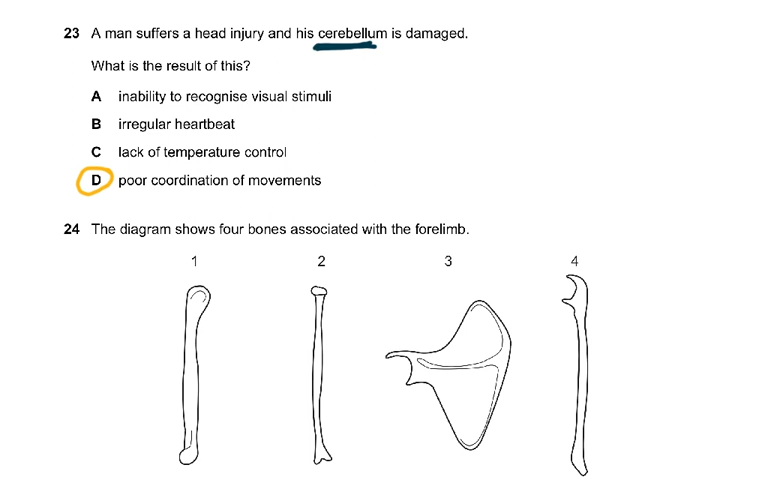 23 A man suffers a head injury and his cerebellum is damaged.
What is the result of this?
A inability to recognise visual stimuli
B irregular heartbeat
C lack of temperature control
D poor coordination of movements
24 The diagram shows four bones associated with the forelimb.
1 2 3 4